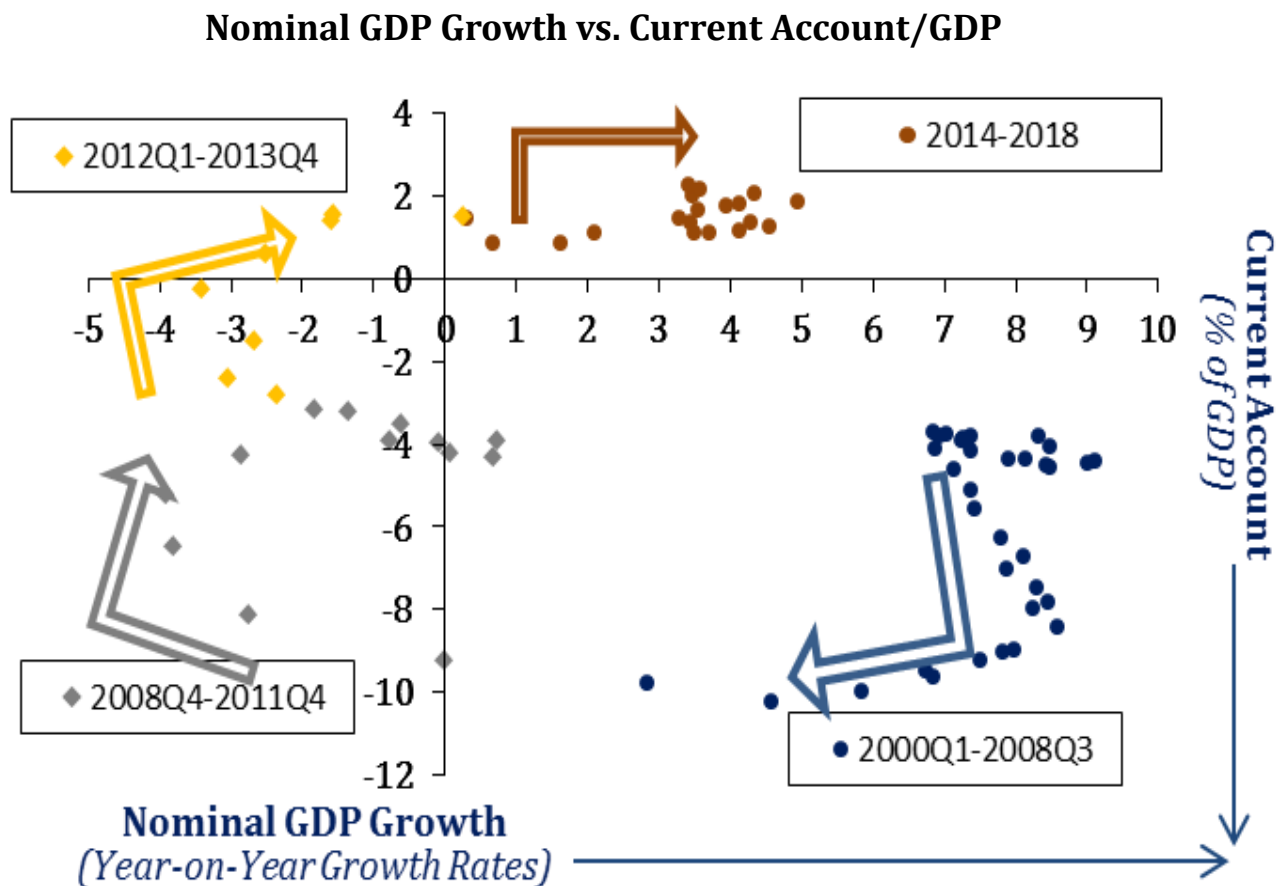 Nominal GDP Growth vs. Current Account/GDP
2012Q1-2013Q4
2014-2018
4
2
0
-5 -4 -3 -2 -1 0 1 2 3 4 5 6 7 8 9 10
-2
-4
-6
-8
-10
-12
Current Account
(% of GDP)
2008Q4-2011Q4
2000Q1-2008Q3
Nominal GDP Growth
(Year-on-Year Growth Rates)